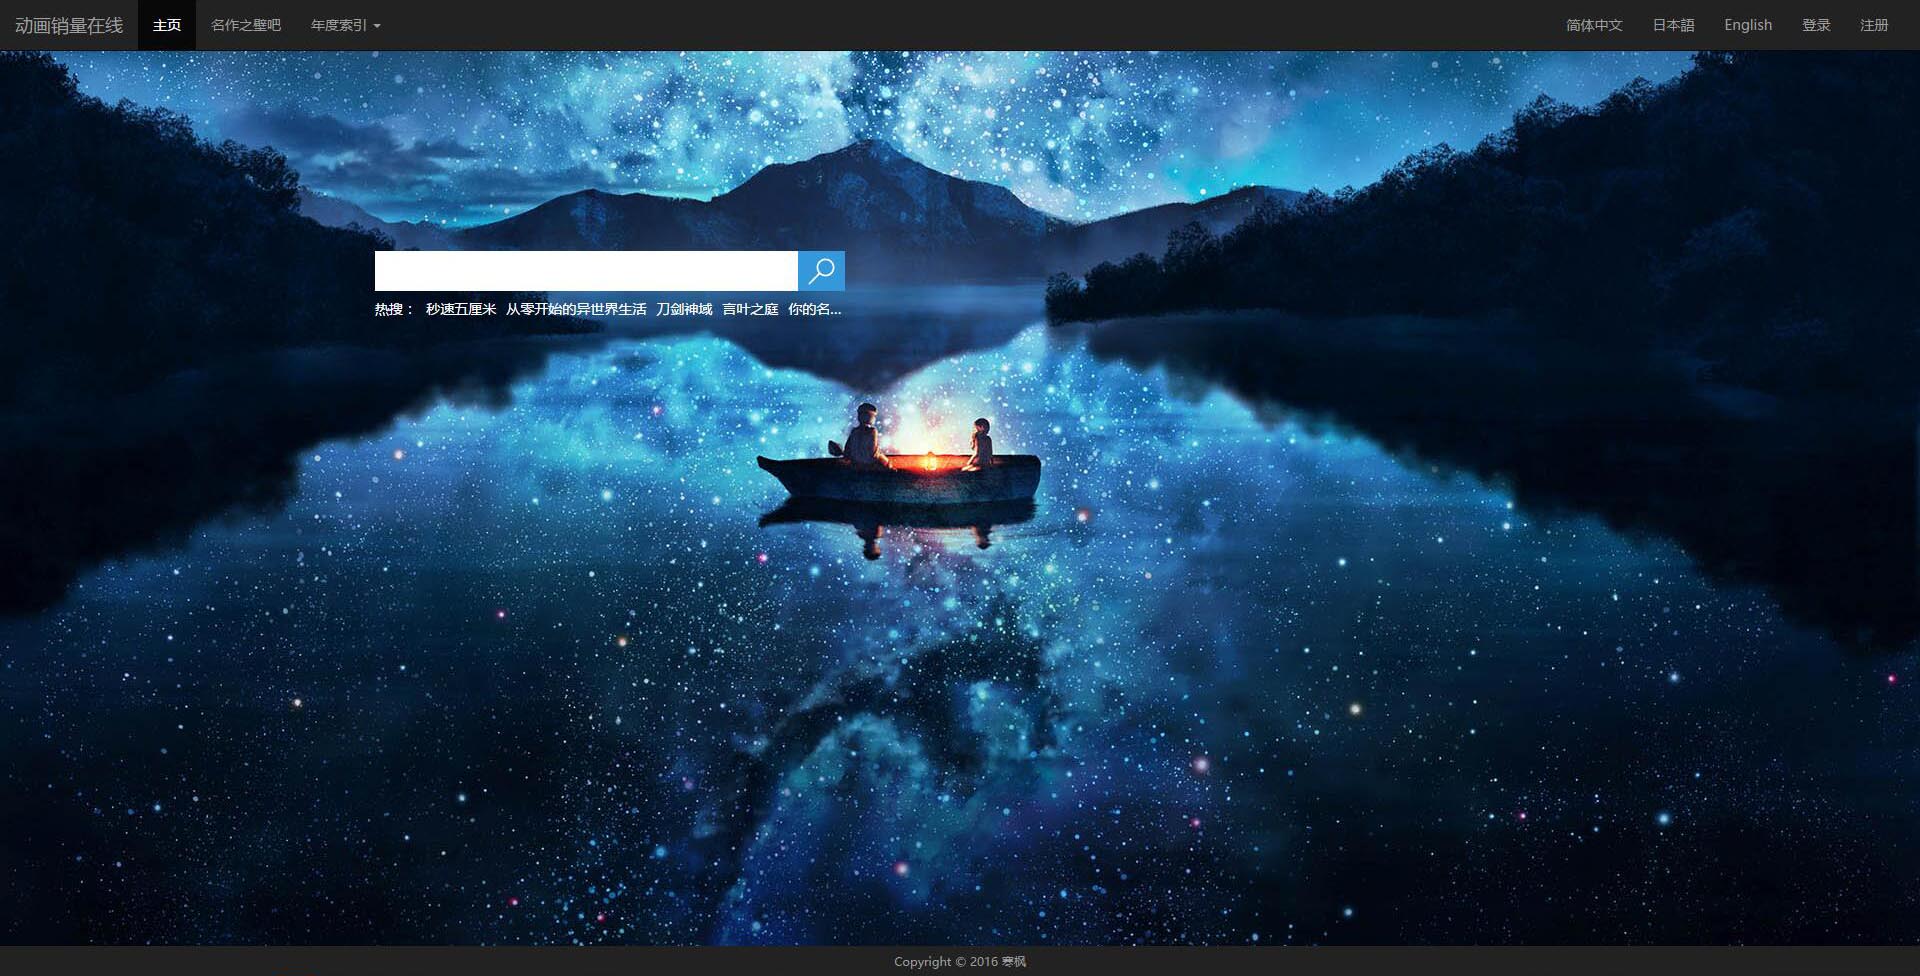 动画销量在线 主页 名作之壁吧 年度索引 简体中文 日本語 English 登录 注册
热搜： 秒速五厘米 从零开始的异世界生活 刀剑神域 言叶之庭 你的名...
Copyright © 2016 寒枫